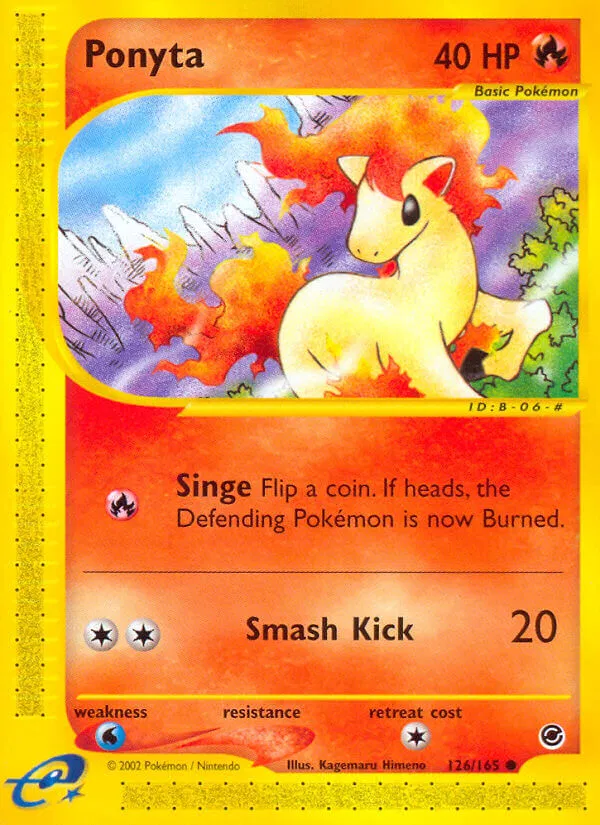 Ponyta
40 HP
Basic Pokémon
ID:B-06-#
Singe Flip a coin. If heads, the
Defending Pokémon is now Burned.
Smash Kick 20
weakness resistance retreat cost
© 2002 Pokémon / Nintendo Illus. Kagemaru Himeno 126/165 ●
e